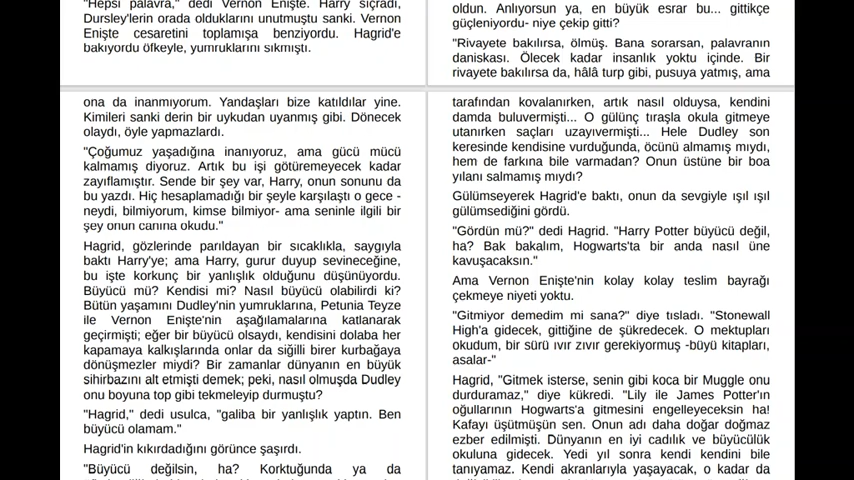 "Hepsi palavra," dedi Vernon Enişte. Harry sıçradı,
Dursley'lerin orada olduklarını unutmuştu sanki. Vernon
Enişte cesaretini toplamışa benziyordu. Hagrid'e
bakıyordu öfkeyle, yumruklarını sıkmıştı.
oldun. Anlıyorsun ya, en büyük esrar bu... gittikçe
güçleniyordu- niye çekip gitti?
"Rivayete bakılırsa, ölmüş. Bana sorarsan, palavranın
daniskası. Ölecek kadar insanlık yoktu içinde. Bir
rivayete bakılırsa da, hâlâ turp gibi, pusuya yatmış, ama
ona da inanmıyorum. Yandaşları bize katıldılar yine.
Kimileri sanki derin bir uykudan uyanmış gibi. Dönecek
olaydı, öyle yapmazlardı.
"Çoğumuz yaşadığına inanıyoruz, ama gücü mücü
kalmamış diyoruz. Artık bu işi götüremeyecek kadar
zayıflamıştır. Sende bir şey var, Harry, onun sonunu da
bu yazdı. Hiç hesaplamadığı bir şeyle karşılaştı o gece -
neydi, bilmiyorum, kimse bilmiyor- ama seninle ilgili bir
şey onun canına okudu."
Hagrid, gözlerinde parıldayan bir sıcaklıkla, saygıyla
baktı Harry'ye; ama Harry, gurur duyup sevineceğine,
bu işte korkunç bir yanlışlık olduğunu düşünüyordu.
Büyücü mü? Kendisi mi? Nasıl büyücü olabilirdi ki?
Bütün yaşamını Dudley'nin yumruklarına, Petunia Teyze
ile Vernon Enişte'nin aşağılamalarına katlanarak
geçirmişti; eğer bir büyücü olsaydı, kendisini dolaba her
kapamaya kalkışlarında onlar da siğilli birer kurbağaya
dönüşmezler miydi? Bir zamanlar dünyanın en büyük
sihirbazını alt etmişti demek; peki, nasıl olmuşda Dudley
onu boyuna top gibi tekmeleyip durmuştu?
"Hagrid," dedi usulca, "galiba bir yanlışlık yaptın. Ben
büyücü olamam."
Hagrid'in kıkırdadığını görünce şaşırdı.
"Büyücü değilsin, ha? Korktuğunda ya da
tarafından kovalanırken, artık nasıl olduysa, kendini
damda buluvermişti... O gülünç tıraşla okula gitmeye
utanırken saçları uzayıvermişti... Hele Dudley son
keresinde kendisine vurduğunda, öcünü almamış mıydı,
hem de farkına bile varmadan? Onun üstüne bir boa
yılanı salmamış mıydı?
Gülümseyerek Hagrid'e baktı, onun da sevgiyle ışıl ışıl
gülümsediğini gördü.
"Gördün mü?" dedi Hagrid. "Harry Potter büyücü değil,
ha? Bak bakalım, Hogwarts'ta bir anda nasıl üne
kavuşacaksın."
Ama Vernon Enişte'nin kolay kolay teslim bayrağı
çekmeye niyeti yoktu.
"Gitmiyor demedim mi sana?" diye tısladı. "Stonewall
High'a gidecek, gittiğine de şükredecek. O mektupları
okudum, bir sürü ıvır zıvır gerekiyormuş -büyü kitapları,
asalar-"
Hagrid, "Gitmek isterse, senin gibi koca bir Muggle onu
durduramaz," diye kükredi. "Lily ile James Potter'ın
oğullarının Hogwarts'a gitmesini engelleyeceksin ha!
Kafayı üşütmüşün sen. Onun adı daha doğar doğmaz
ezber edilmişti. Dünyanın en iyi cadılık ve büyücülük
okuluna gidecek. Yedi yıl sonra kendi kendini bile
tanıyamaz. Kendi akranlarıyla yaşayacak, o kadar da